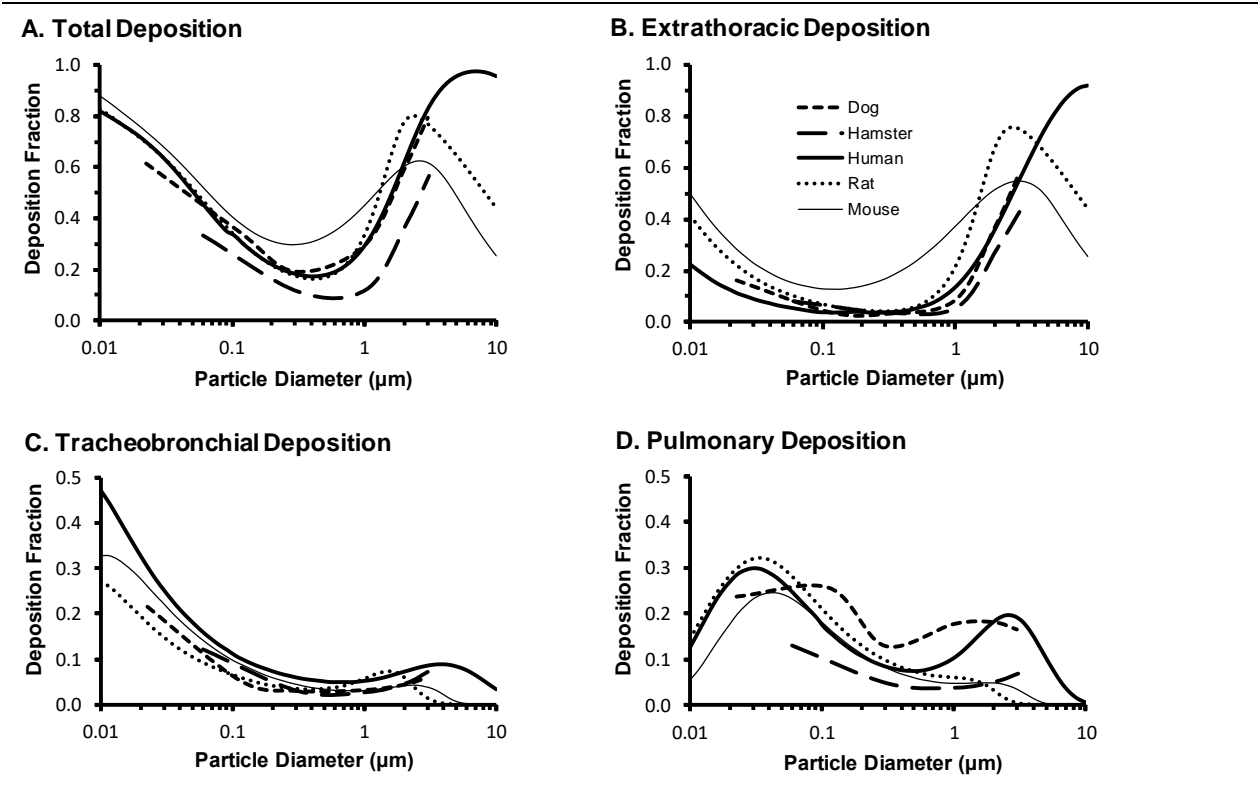 A. Total Deposition
1.0
0.8
0.6
0.4
0.2
0.0
Deposition Fraction
0.01
0.1
1
10
Particle Diameter (µm)
B. Extrathoracic Deposition
1.0
0.8
0.6
0.4
0.2
0.0
Deposition Fraction
Dog
Hamster
Human
Rat
Mouse
0.01
0.1
1
10
Particle Diameter (µm)
C. Tracheobronchial Deposition
0.5
0.4
0.3
0.2
0.1
0.0
Deposition Fraction
0.01
0.1
1
10
Particle Diameter (µm)
D. Pulmonary Deposition
0.5
0.4
0.3
0.2
0.1
0.0
Deposition Fraction
0.01
0.1
1
10
Particle Diameter (µm)